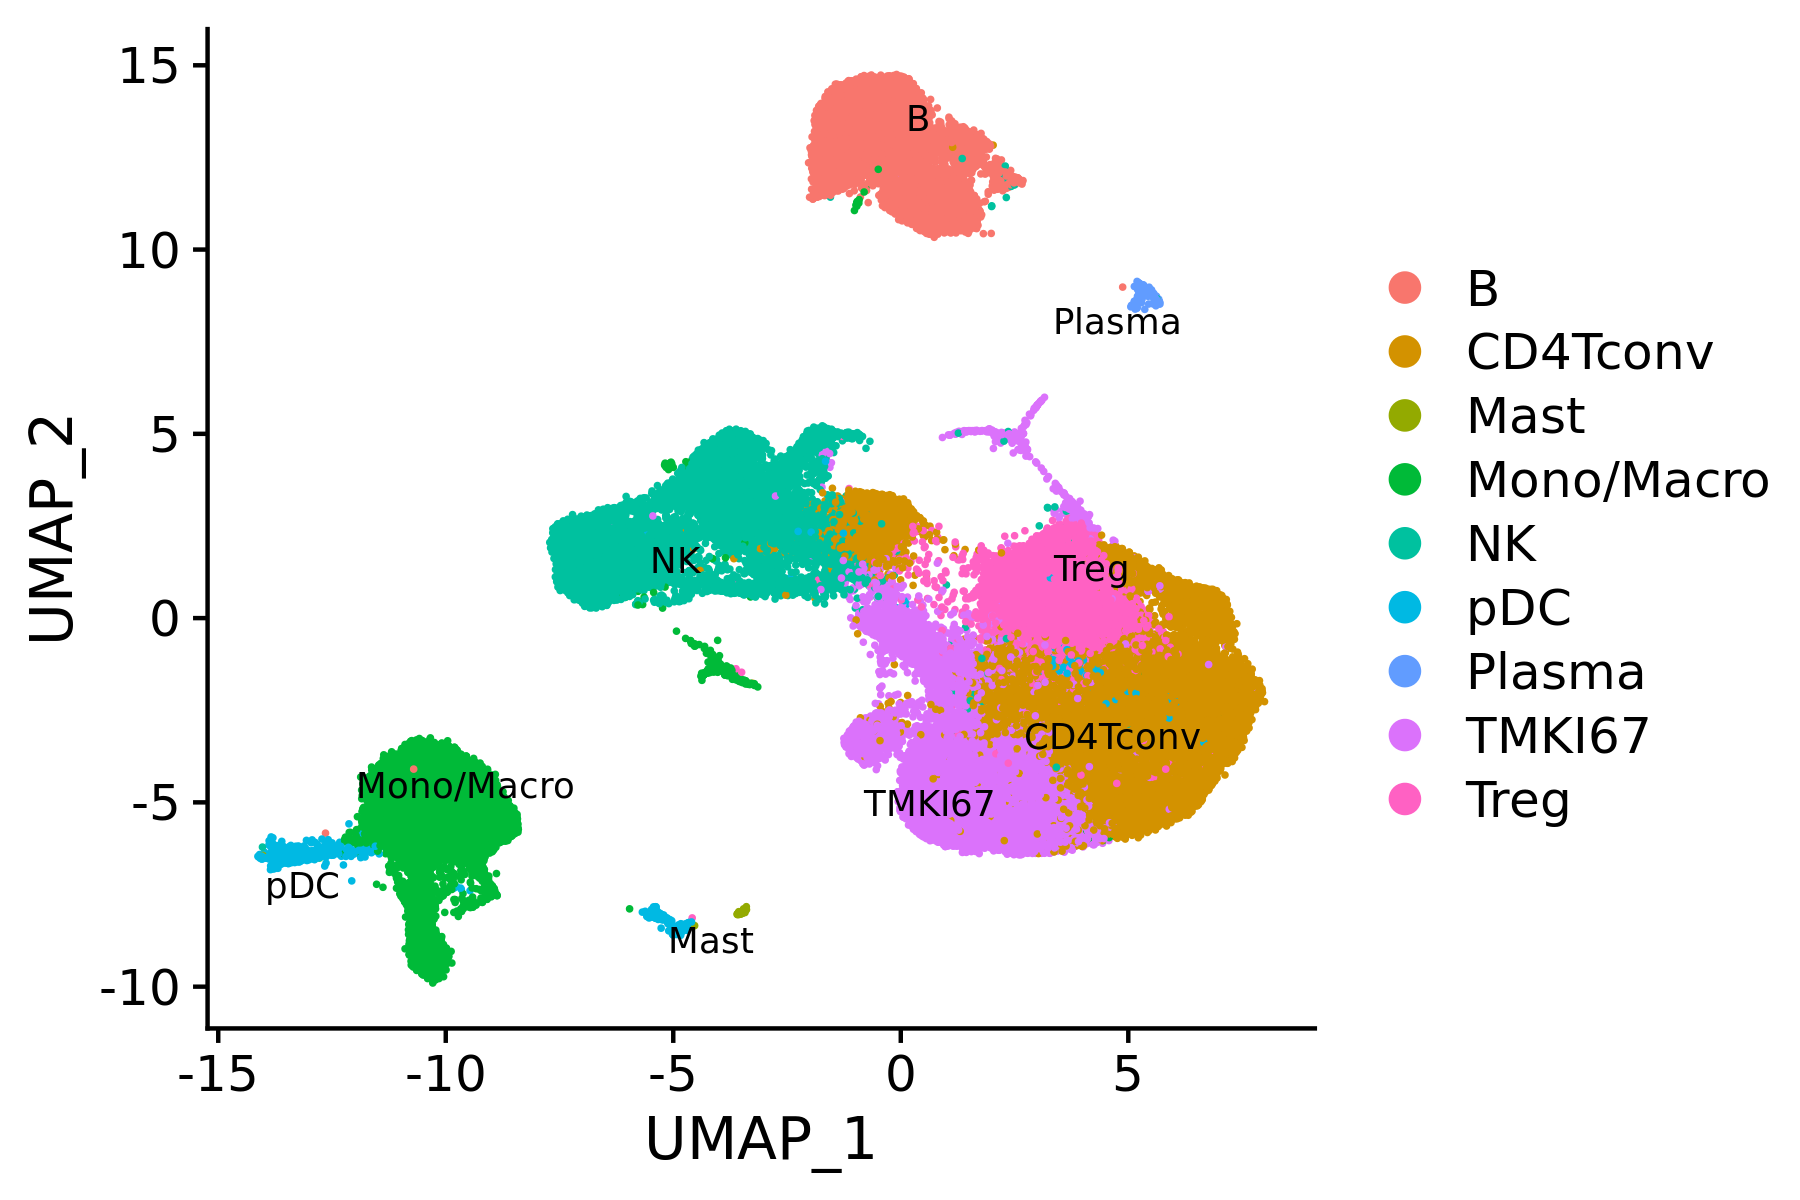 15
10
5
0
-5
-10
UMAP_2
-15
-10
-5
0
5
UMAP_1
B
Plasma
NK
Treg
CD4Tconv
TMKI67
Mono/Macro
pDC
Mast
B
CD4Tconv
Mast
Mono/Macro
NK
pDC
Plasma
TMKI67
Treg